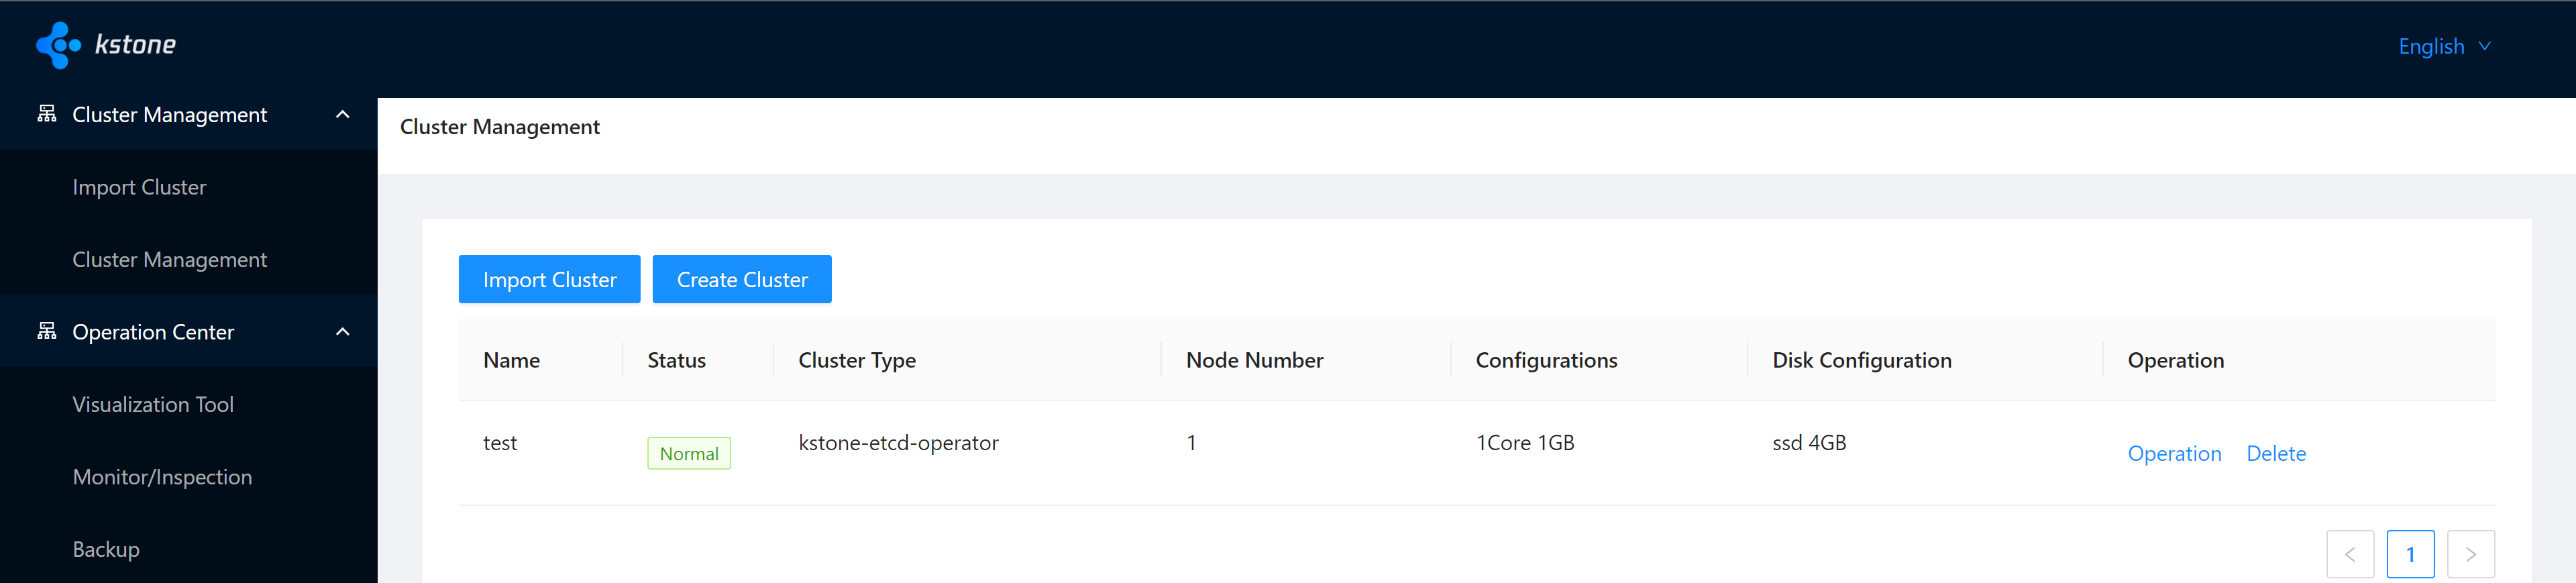 kstone
English
Cluster Management
Import Cluster
Cluster Management
Operation Center
Visualization Tool
Monitor/Inspection
Backup
Cluster Management
Import Cluster Create Cluster
Name Status Cluster Type Node Number Configurations Disk Configuration Operation
test Normal kstone-etcd-operator 1 1Core 1GB ssd 4GB Operation Delete
1